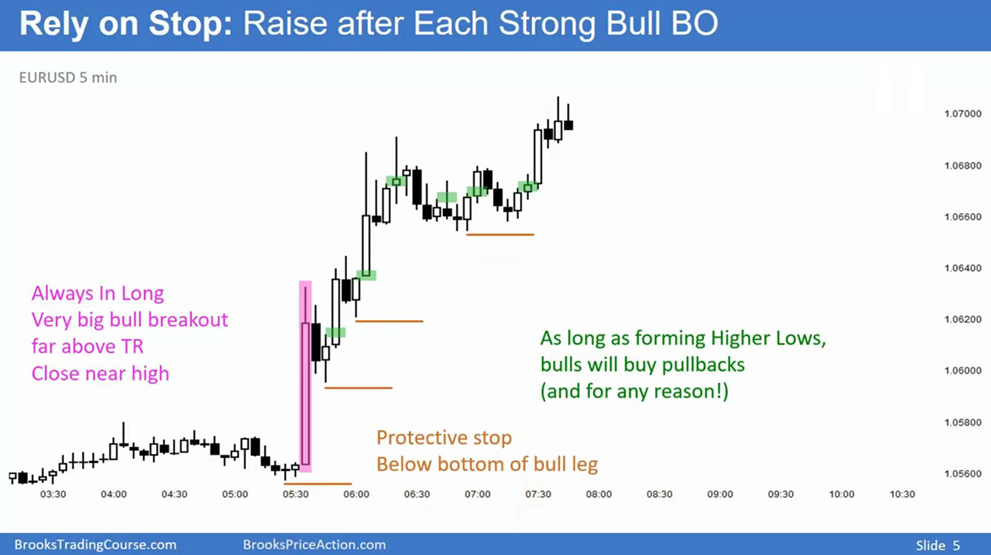 Rely on Stop: Raise after Each Strong Bull BO
EURUSD 5 min
1.07000
1.06800
1.06600
1.06400
1.06200
1.06000
1.05800
1.05600
Always In Long
Very big bull breakout
far above TR
Close near high
As long as forming Higher Lows,
bulls will buy pullbacks
(and for any reason!)
Protective stop
Below bottom of bull leg
03:30 04:00 04:30 05:00 05:30 06:00 06:30 07:00 07:30 08:00 08:30 09:00 09:30 10:00 10:30
BrooksTradingCourse.com BrooksPriceAction.com Slide 5